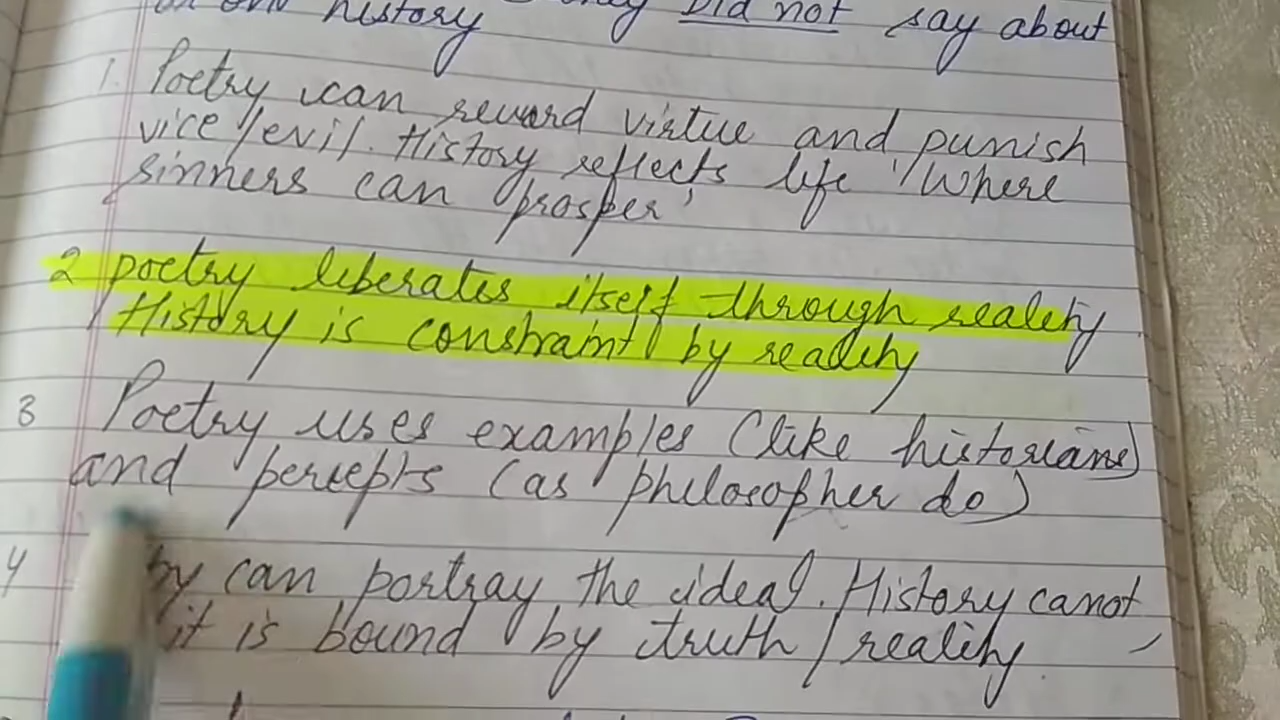 history Did not say about
1. Poetry can reward virtue and punish
vice/evil. History reflects life 'Where
sinners can prosper'
2 poetry liberates itself through reality
History is constraint by reality
3 Poetry uses examples (like historians)
and percepts (as philosopher do)
4 can portray the ideal. History canot,
it is bound by truth / reality